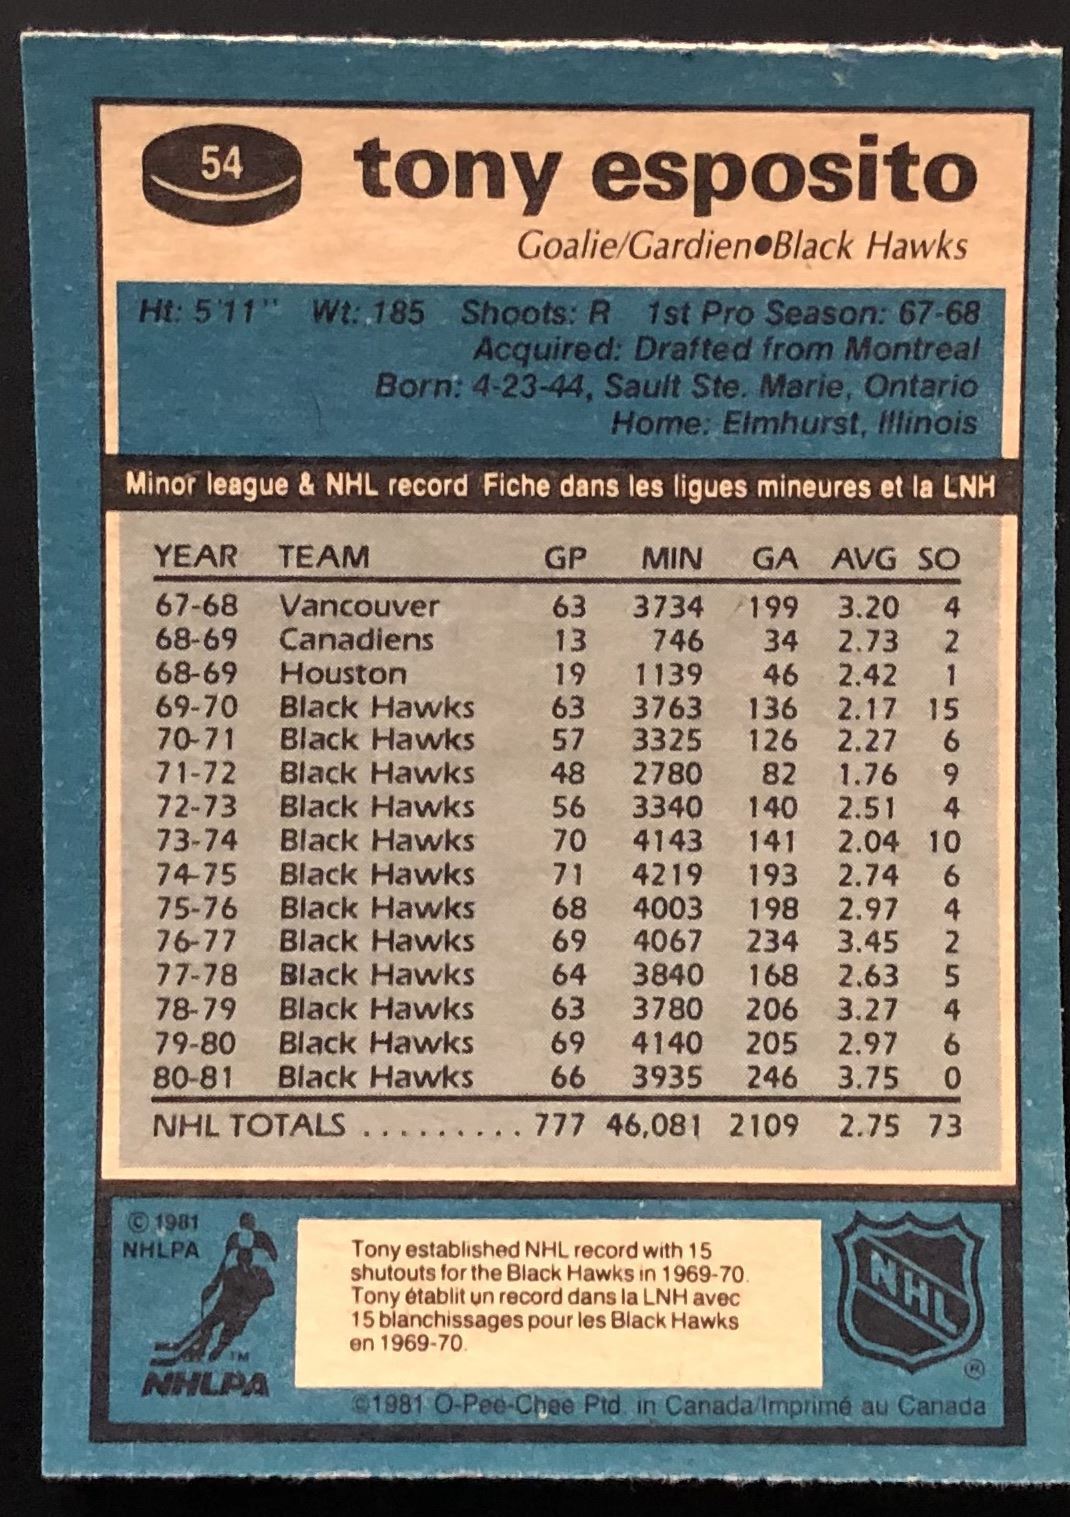 54 tony esposito
Goalie/Gardien●Black Hawks
Ht: 5'11" Wt: 185 Shoots: R 1st Pro Season: 67-68
Acquired: Drafted from Montreal
Born: 4-23-44, Sault Ste. Marie, Ontario
Home: Elmhurst, Illinois
Minor league & NHL record Fiche dans les ligues mineures et la LNH
YEAR TEAM GP MIN GA AVG SO
67-68 Vancouver 63 3734 199 3.20 4
68-69 Canadiens 13 746 34 2.73 2
68-69 Houston 19 1139 46 2.42 1
69-70 Black Hawks 63 3763 136 2.17 15
70-71 Black Hawks 57 3325 126 2.27 6
71-72 Black Hawks 48 2780 82 1.76 9
72-73 Black Hawks 56 3340 140 2.51 4
73-74 Black Hawks 70 4143 141 2.04 10
74-75 Black Hawks 71 4219 193 2.74 6
75-76 Black Hawks 68 4003 198 2.97 4
76-77 Black Hawks 69 4067 234 3.45 2
77-78 Black Hawks 64 3840 168 2.63 5
78-79 Black Hawks 63 3780 206 3.27 4
79-80 Black Hawks 69 4140 205 2.97 6
80-81 Black Hawks 66 3935 246 3.75 0
NHL TOTALS ......... 777 46,081 2109 2.75 73
© 1981
NHLPA
Tony established NHL record with 15
shutouts for the Black Hawks in 1969-70.
Tony établit un record dans la LNH avec
15 blanchissages pour les Black Hawks
en 1969-70.
NHL
®
TM
NHLPA
©1981 O-Pee-Chee Ptd. in Canada/Imprimé au Canada